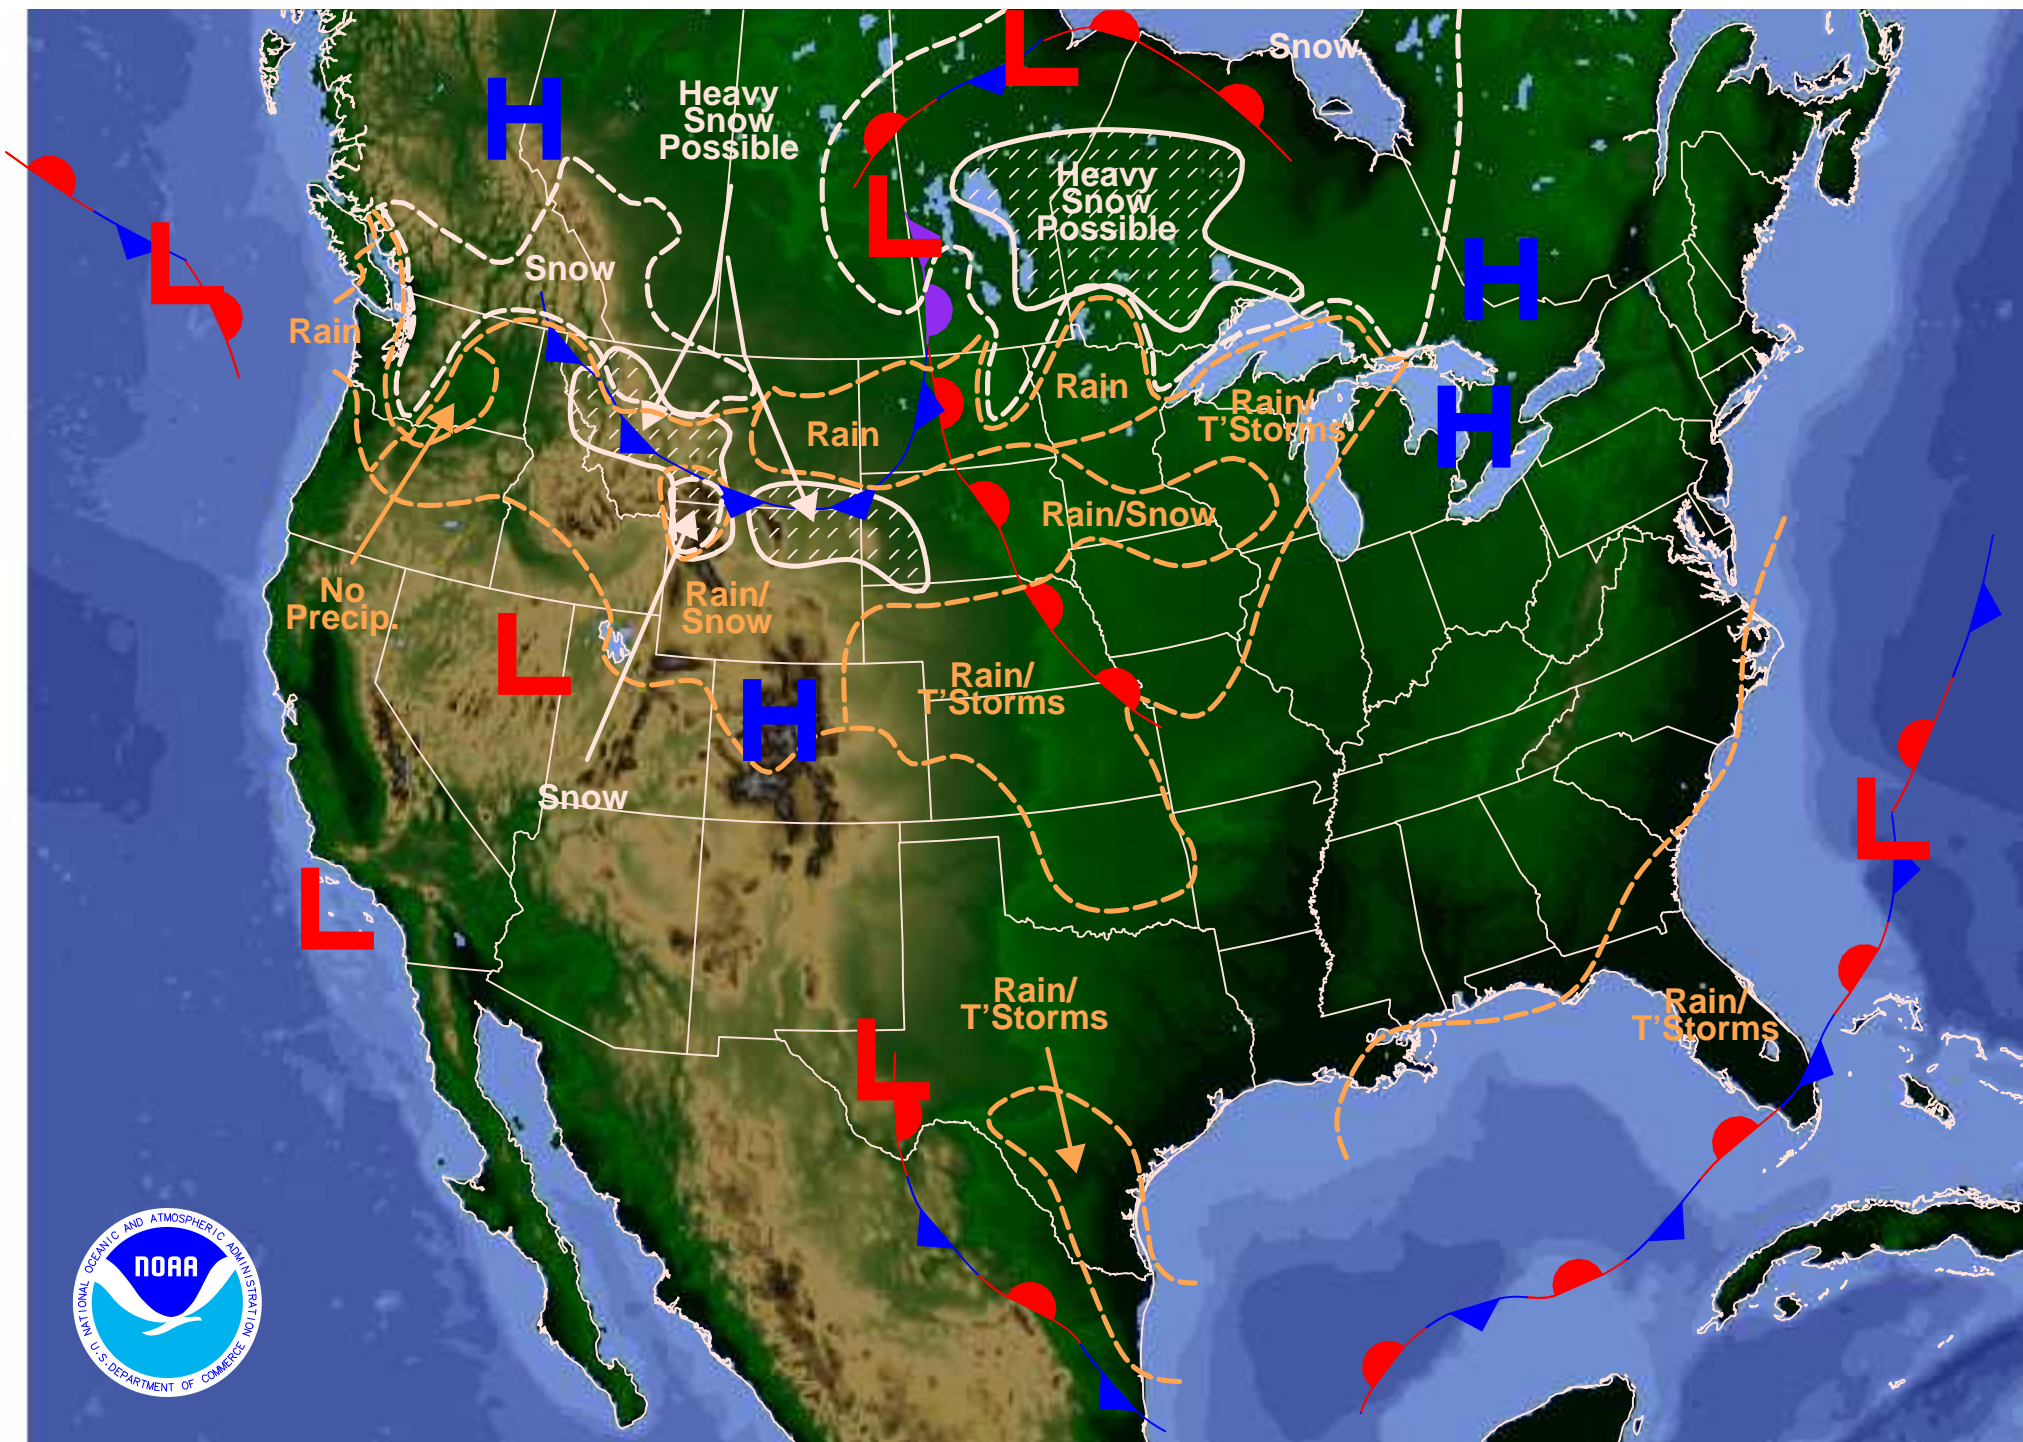 H
Heavy
Snow
Possible
L
Snow
Heavy
Snow
Possible
L
L
H
Snow
Rain
Rain
Rain/
T'Storms
H
Rain
Rain/Snow
No
Precip.
Rain/
Snow
L
H
Rain/
T'Storms
Snow
L
L
Rain/
T'Storms
Rain/
T'Storms
L
NATIONAL OCEANIC AND ATMOSPHERIC ADMINISTRATION
NOAA
U.S. DEPARTMENT OF COMMERCE